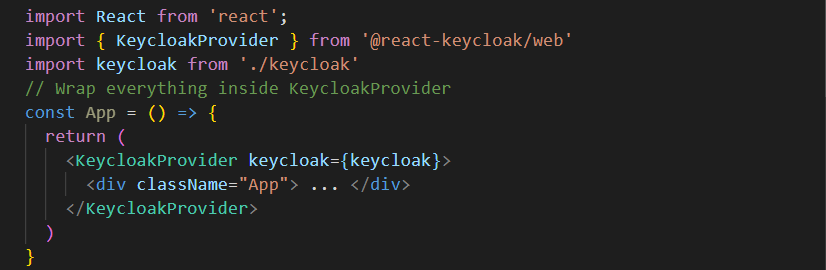 import React from 'react';
import { KeycloakProvider } from '@react-keycloak/web'
import keycloak from './keycloak'
// Wrap everything inside KeycloakProvider
const App = () => {
  return (
    <KeycloakProvider keycloak={keycloak}>
      <div className="App"> ... </div>
    </KeycloakProvider>
  )
}